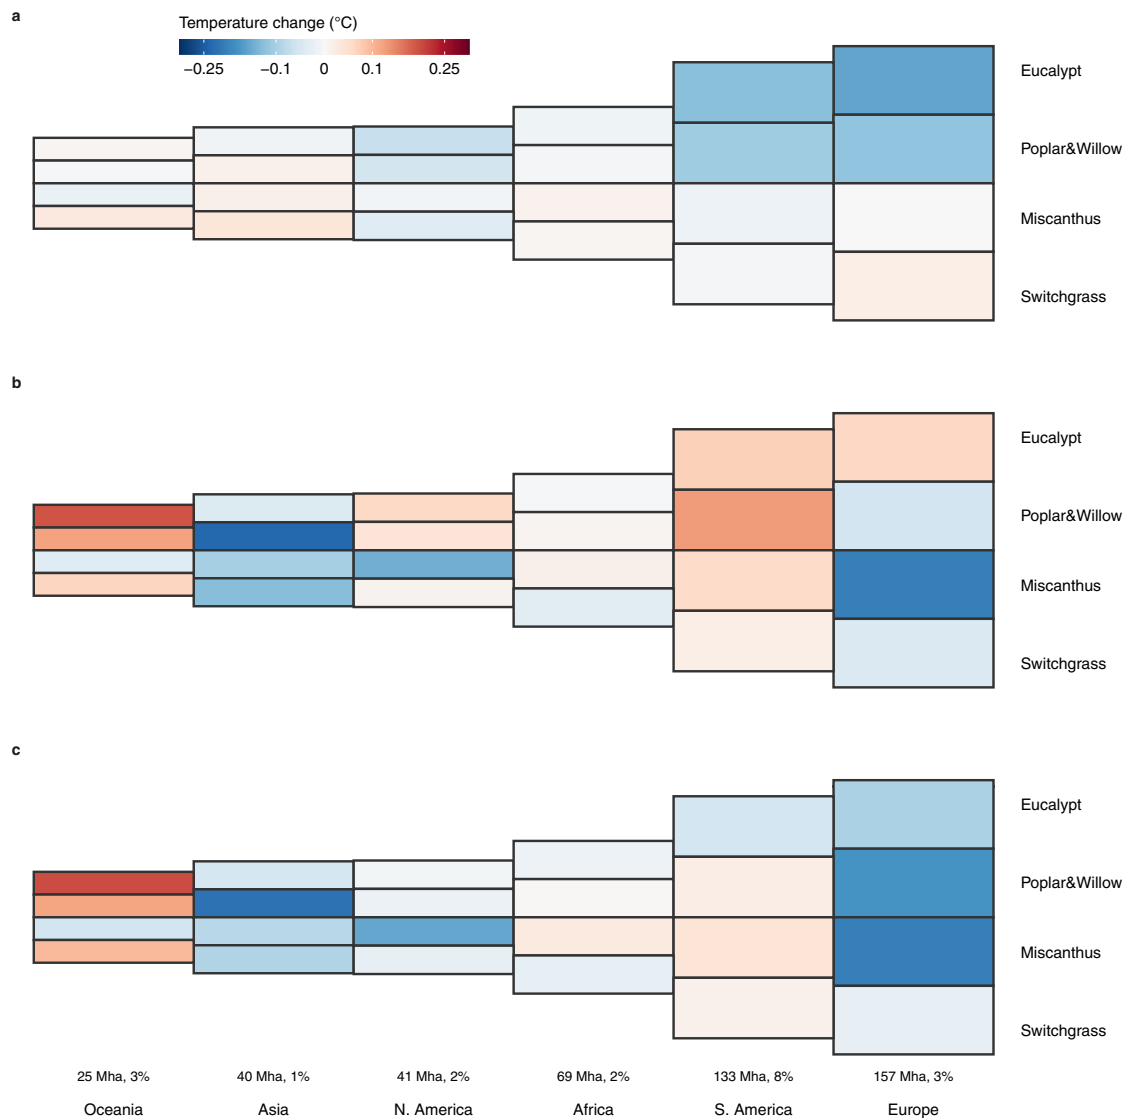 a
Temperature change (°C)
−0.25 −0.1 0 0.1 0.25
Eucalypt
Poplar&Willow
Miscanthus
Switchgrass
b
Eucalypt
Poplar&Willow
Miscanthus
Switchgrass
c
Eucalypt
Poplar&Willow
Miscanthus
Switchgrass
25 Mha, 3% 40 Mha, 1% 41 Mha, 2% 69 Mha, 2% 133 Mha, 8% 157 Mha, 3%
Oceania Asia N. America Africa S. America Europe